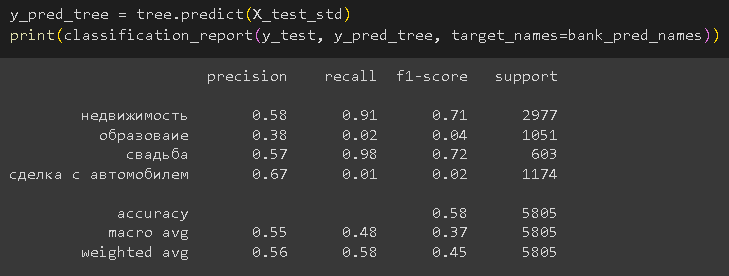 y_pred_tree = tree.predict(X_test_std)
print(classification_report(y_test, y_pred_tree, target_names=bank_pred_names))
precision recall f1-score support
недвижимость 0.58 0.91 0.71 2977
образоваие 0.38 0.02 0.04 1051
свадьба 0.57 0.98 0.72 603
сделка с автомобилем 0.67 0.01 0.02 1174
accuracy 0.58 5805
macro avg 0.55 0.48 0.37 5805
weighted avg 0.56 0.58 0.45 5805